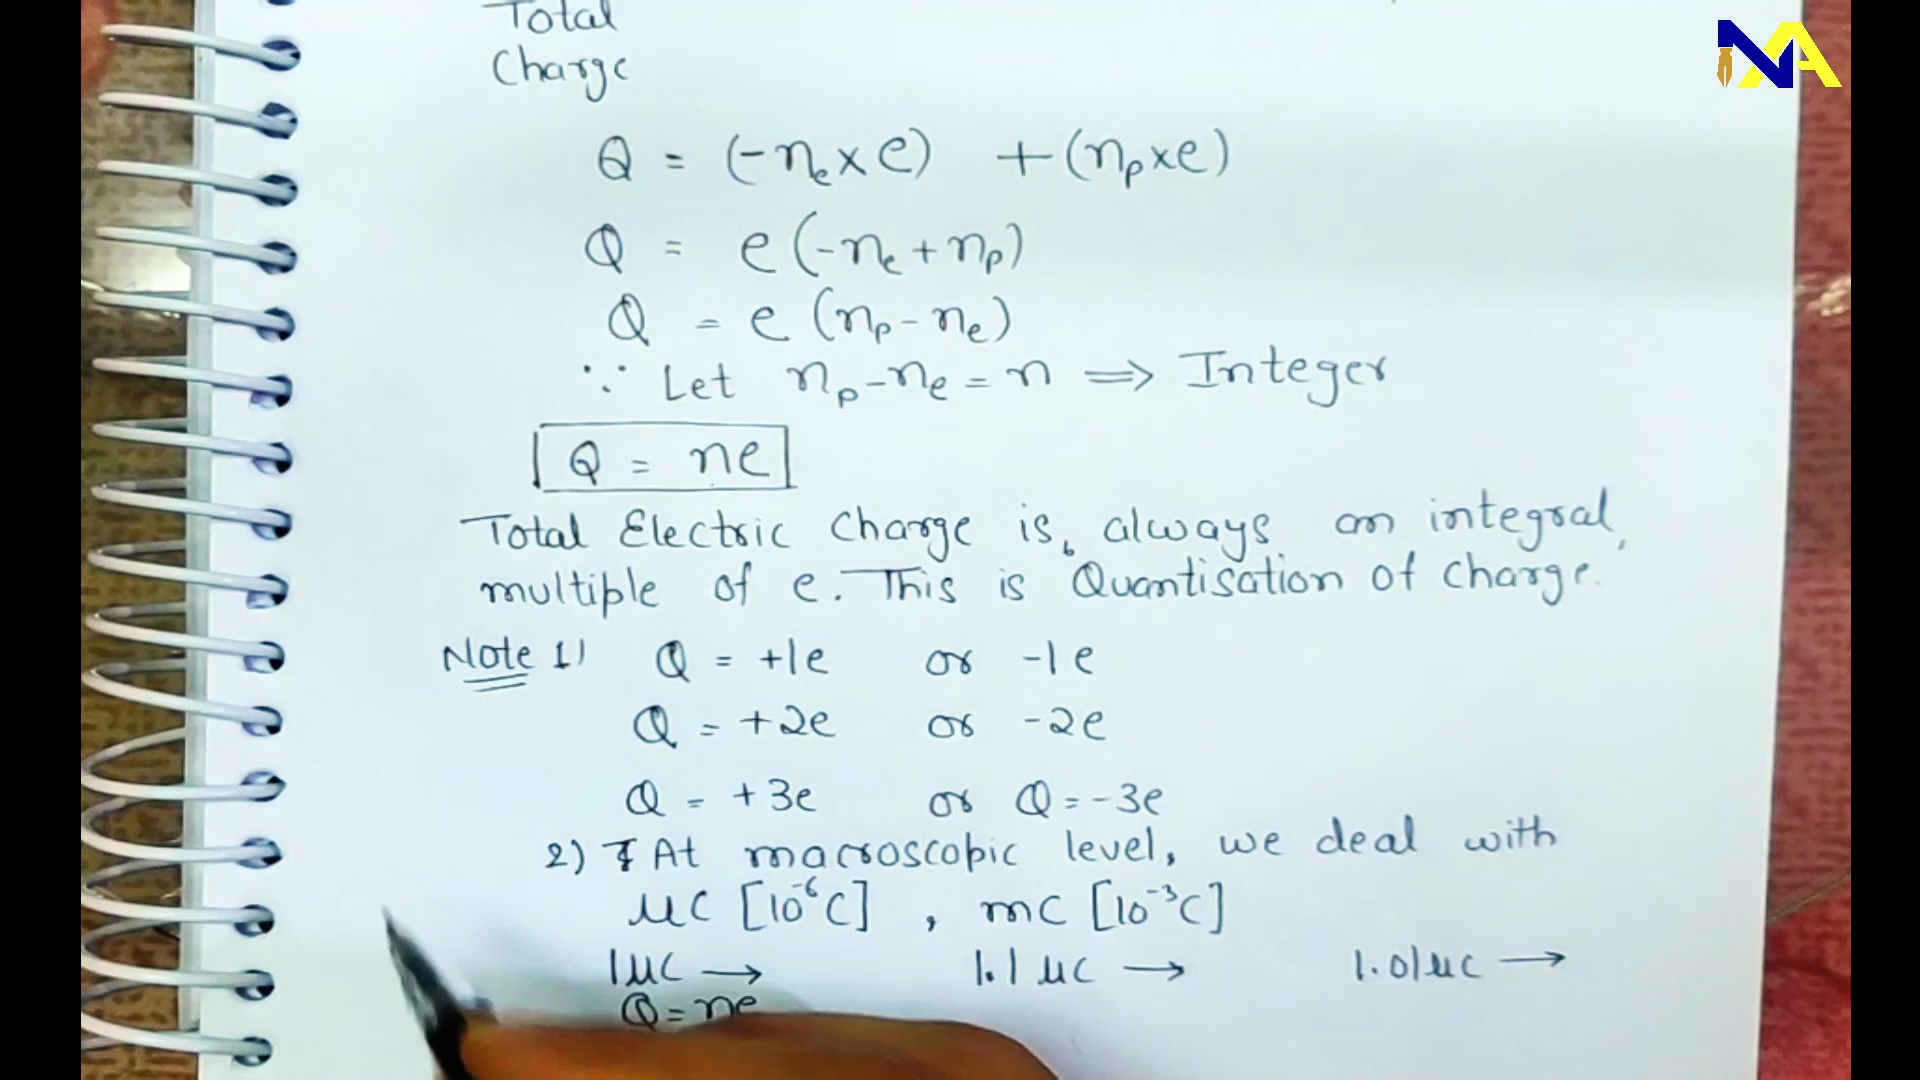 Total
Charge
Q = (-nₑ×e) + (nₚ×e)
Q = e(-nₑ+nₚ)
Q = e(nₚ-nₑ)
∵ Let nₚ-nₑ=n ⇒ Integer
Q = ne
Total Electric Charge is, always an integral,
multiple of e. This is Quantisation of Charge.
Note 1) Q = +1e or -1e
Q = +2e or -2e
Q = +3e or Q=-3e
2) At macroscopic level, we deal with
μC [10⁻⁶C] , mC [10⁻³C]
1μC → 1.1μC → 1.01μC →
Q=ne
NA